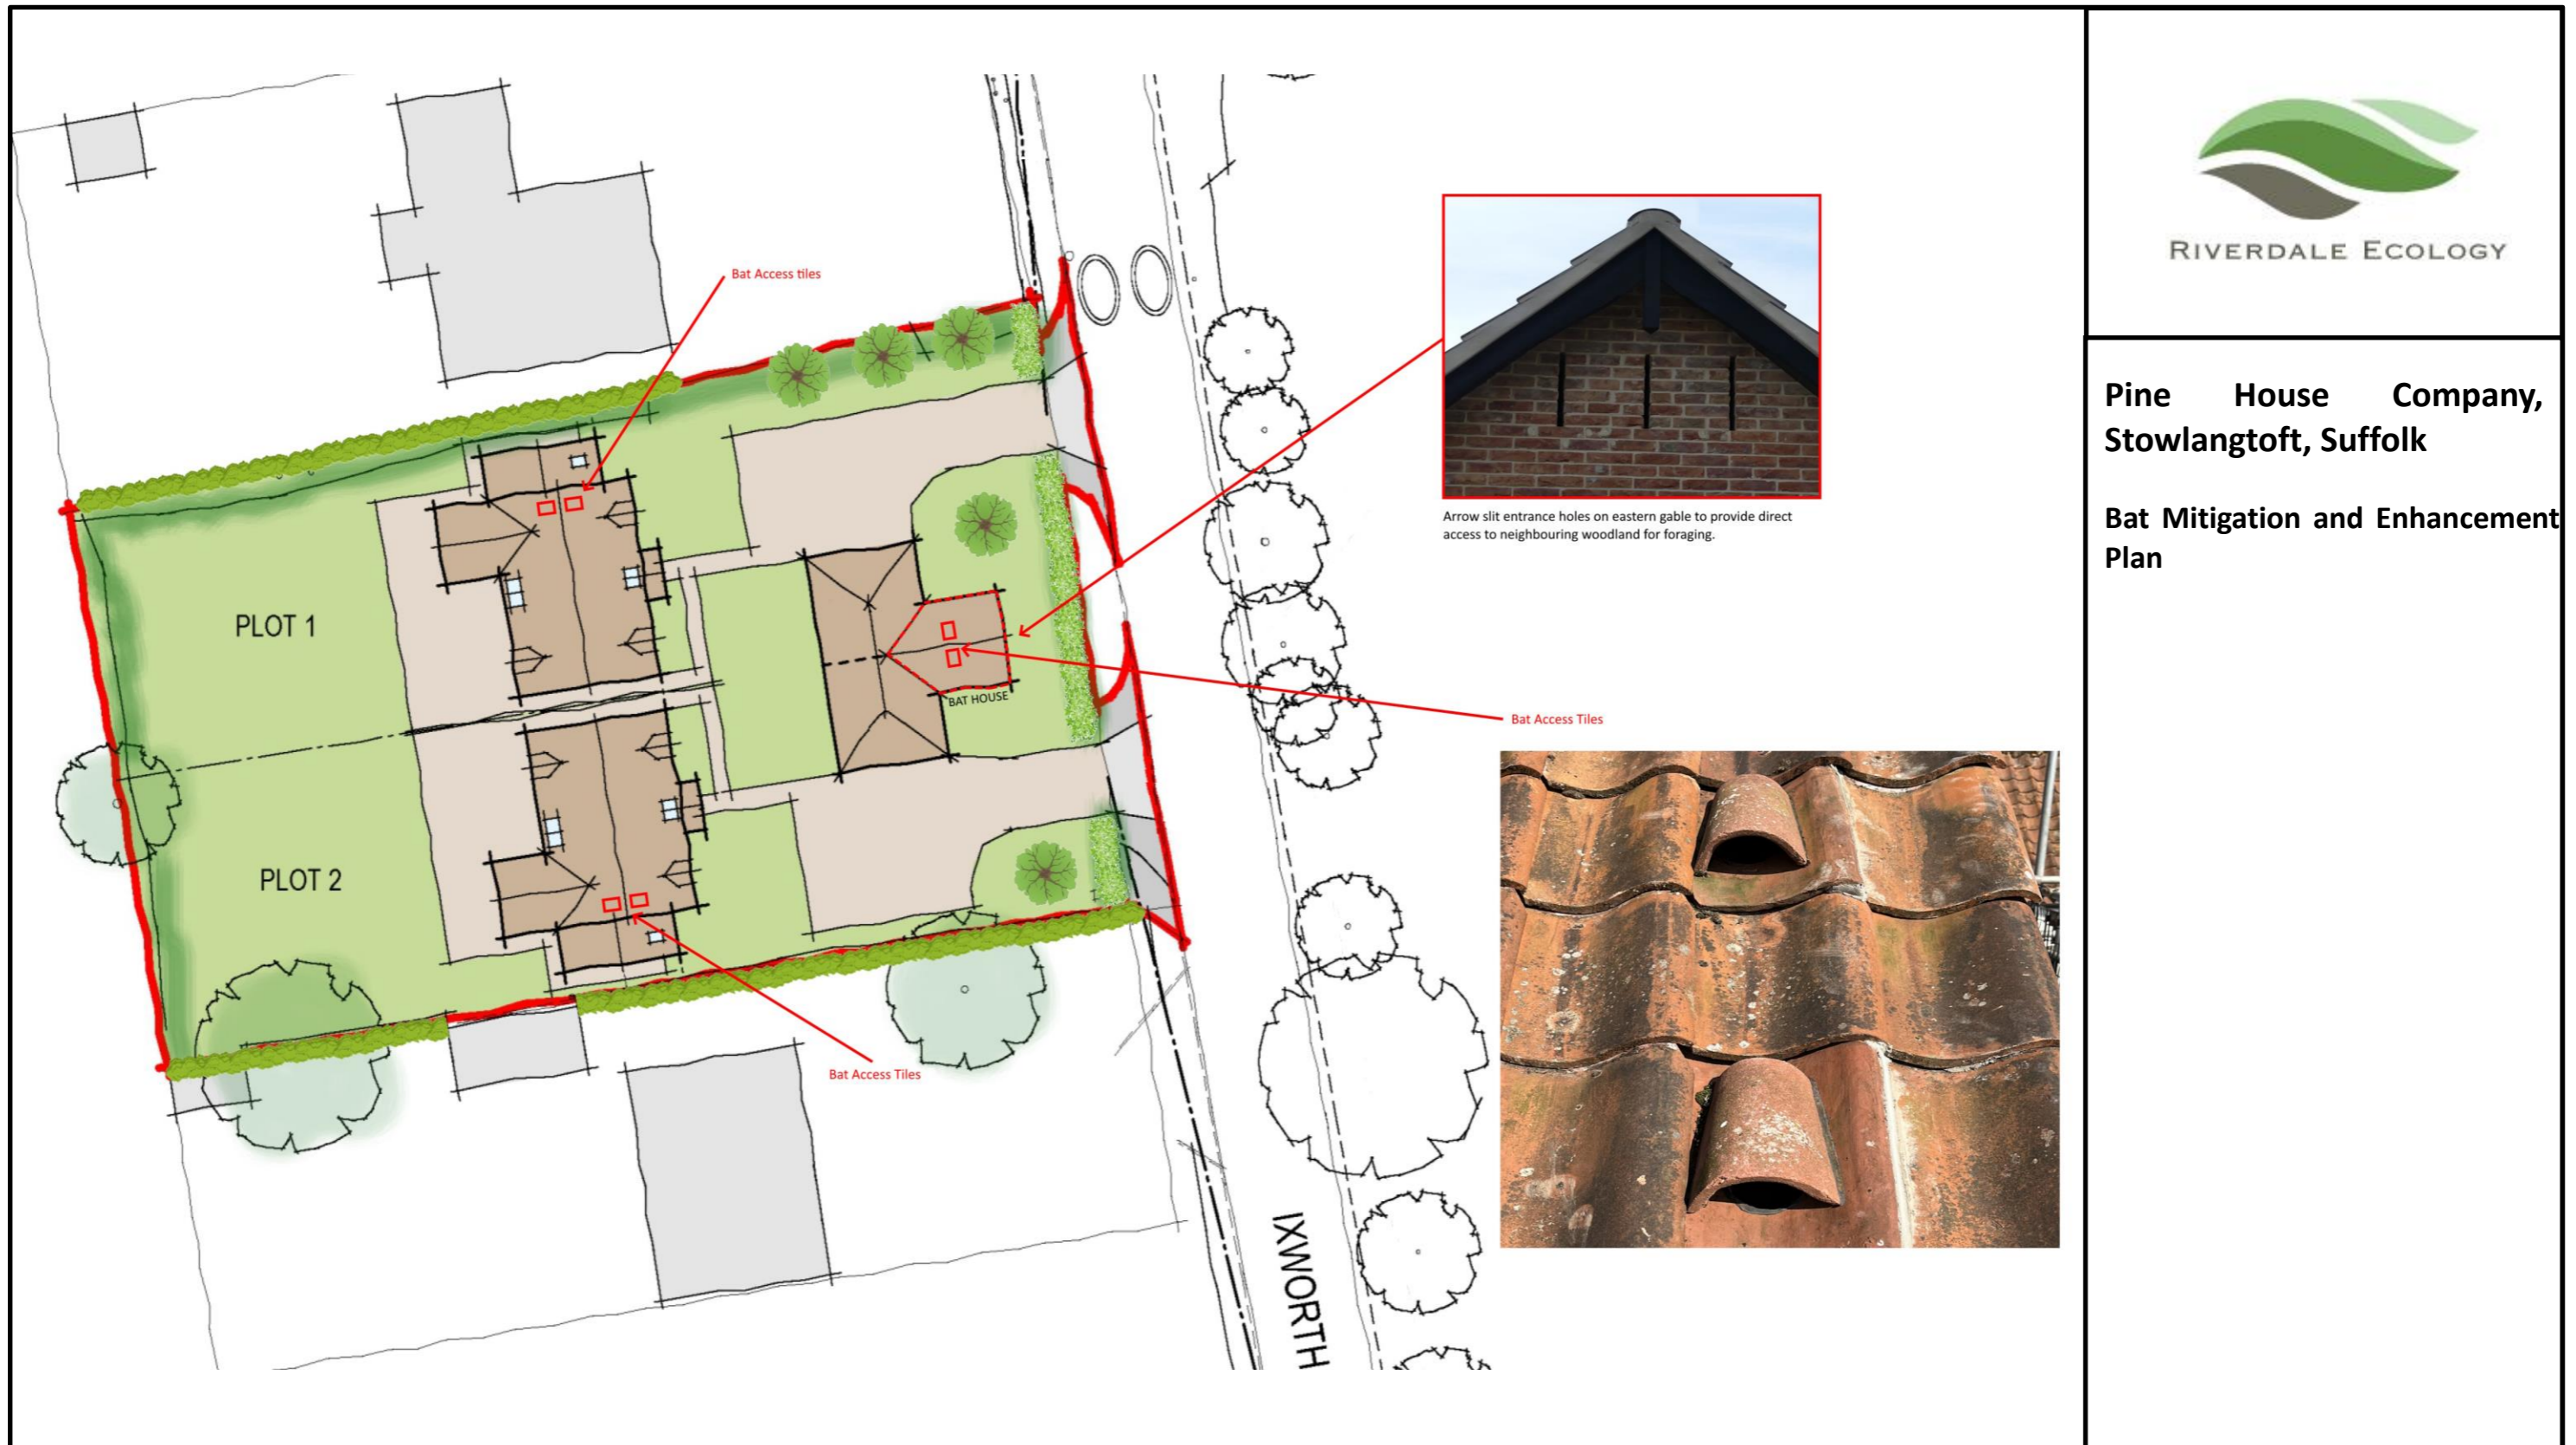 Bat Access tiles
PLOT 1
BAT HOUSE
PLOT 2
Bat Access Tiles
Arrow slit entrance holes on eastern gable to provide direct
access to neighbouring woodland for foraging.
Bat Access Tiles
IXWORTH
RIVERDALE ECOLOGY
Pine House Company,
Stowlangtoft, Suffolk
Bat Mitigation and Enhancement
Plan